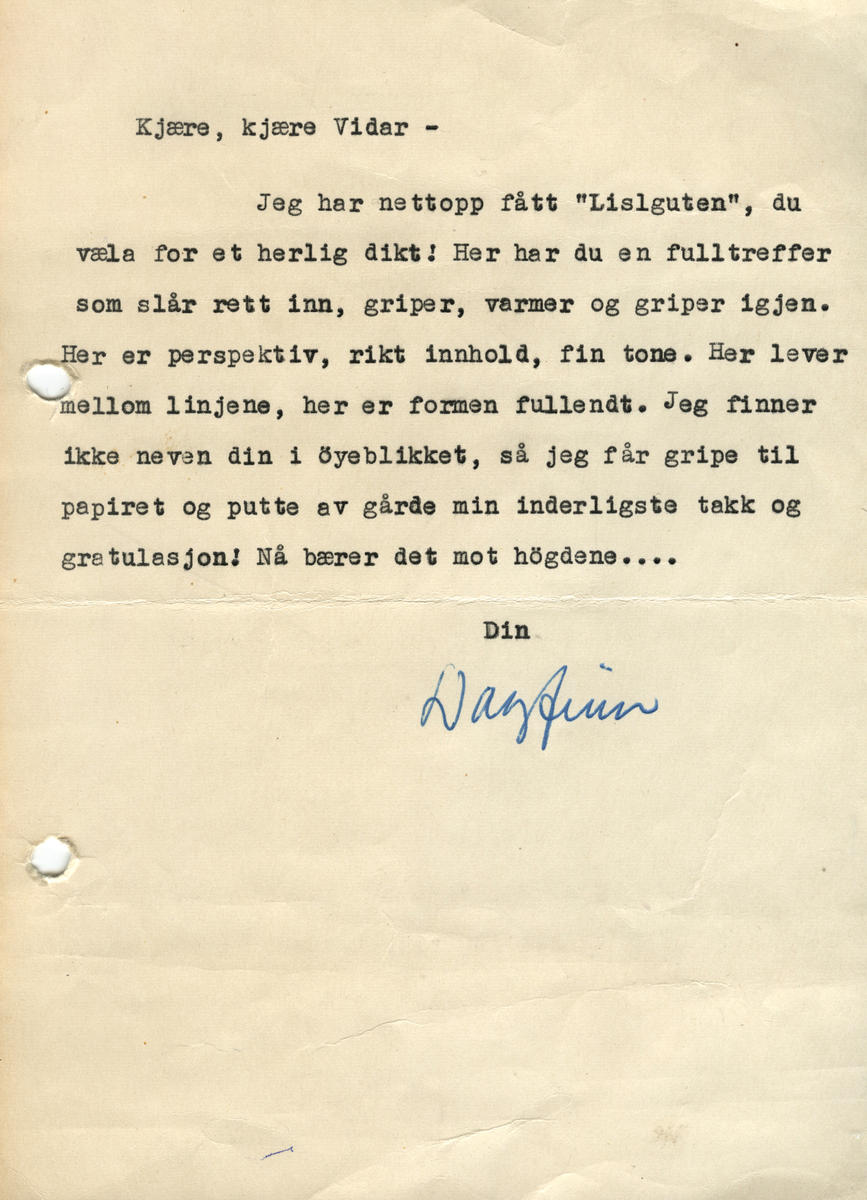 Kjære, kjære Vidar -
Jeg har nettopp fått "Lislguten", du
væla for et herlig dikt! Her har du en fulltreffer
som slår rett inn, griper, varmer og griper igjen.
Her er perspektiv, rikt innhold, fin tone. Her lever
mellom linjene, her er formen fullendt. Jeg finner
ikke neven din i öyeblikket, så jeg får gripe til
papiret og putte av gårde min inderligste takk og
gratulasjon! Nå bærer det mot högdene....
Din
Dagfinn